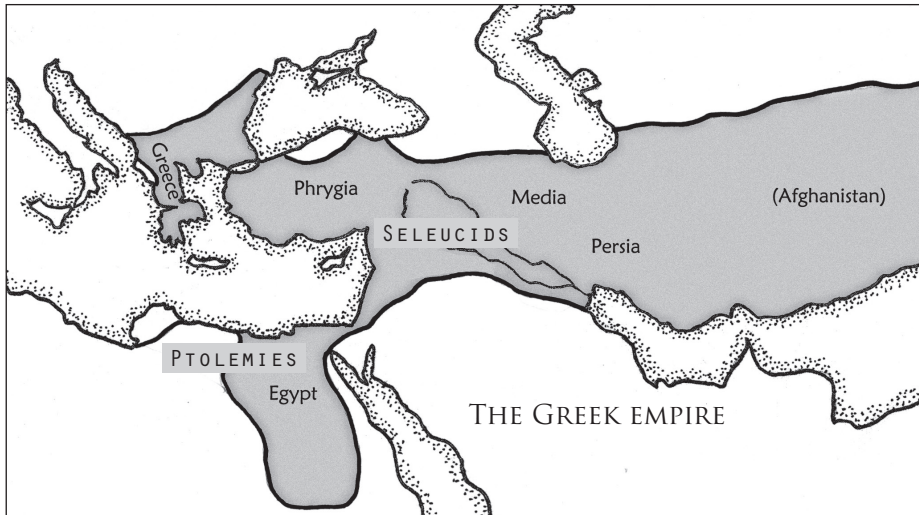 Greece
Phrygia
Media
(Afghanistan)
SELEUCIDS
Persia
PTOLEMIES
Egypt
THE GREEK EMPIRE